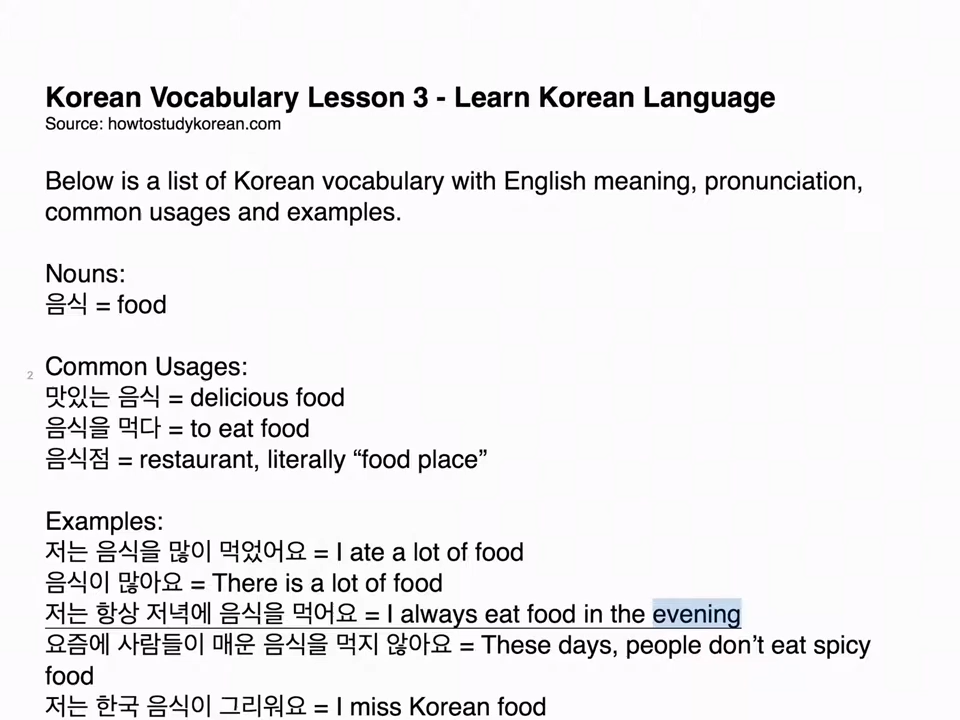 Korean Vocabulary Lesson 3 - Learn Korean Language
Source: howtostudykorean.com
Below is a list of Korean vocabulary with English meaning, pronunciation,
common usages and examples.
Nouns:
음식 = food
2
Common Usages:
맛있는 음식 = delicious food
음식을 먹다 = to eat food
음식점 = restaurant, literally “food place”
Examples:
저는 음식을 많이 먹었어요 = I ate a lot of food
음식이 많아요 = There is a lot of food
저는 항상 저녁에 음식을 먹어요 = I always eat food in the evening
요즘에 사람들이 매운 음식을 먹지 않아요 = These days, people don’t eat spicy
food
저는 한국 음식이 그리워요 = I miss Korean food